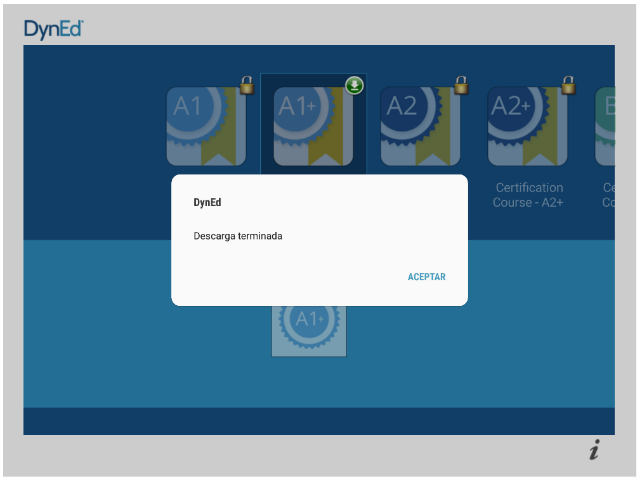 DynEd
A1
A1+
A2
A2+
Certification
Course - A2+
DynEd
Descarga terminada
ACEPTAR
A1+
i